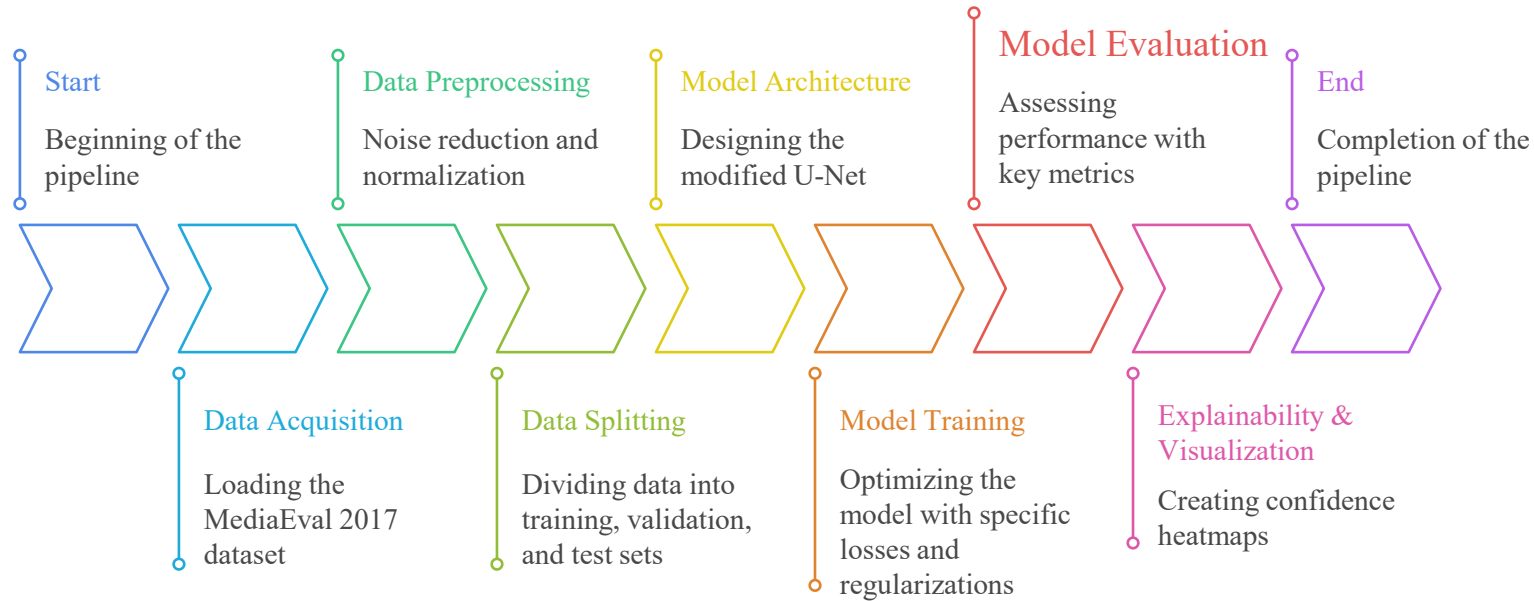 Start
Beginning of the
pipeline
Data Acquisition
Loading the
MediaEval 2017
dataset
Data Preprocessing
Noise reduction and
normalization
Data Splitting
Dividing data into
training, validation,
and test sets
Model Architecture
Designing the
modified U-Net
Model Training
Optimizing the
model with specific
losses and
regularizations
Model Evaluation
Assessing
performance with
key metrics
Explainability &
Visualization
Creating confidence
heatmaps
End
Completion of the
pipeline